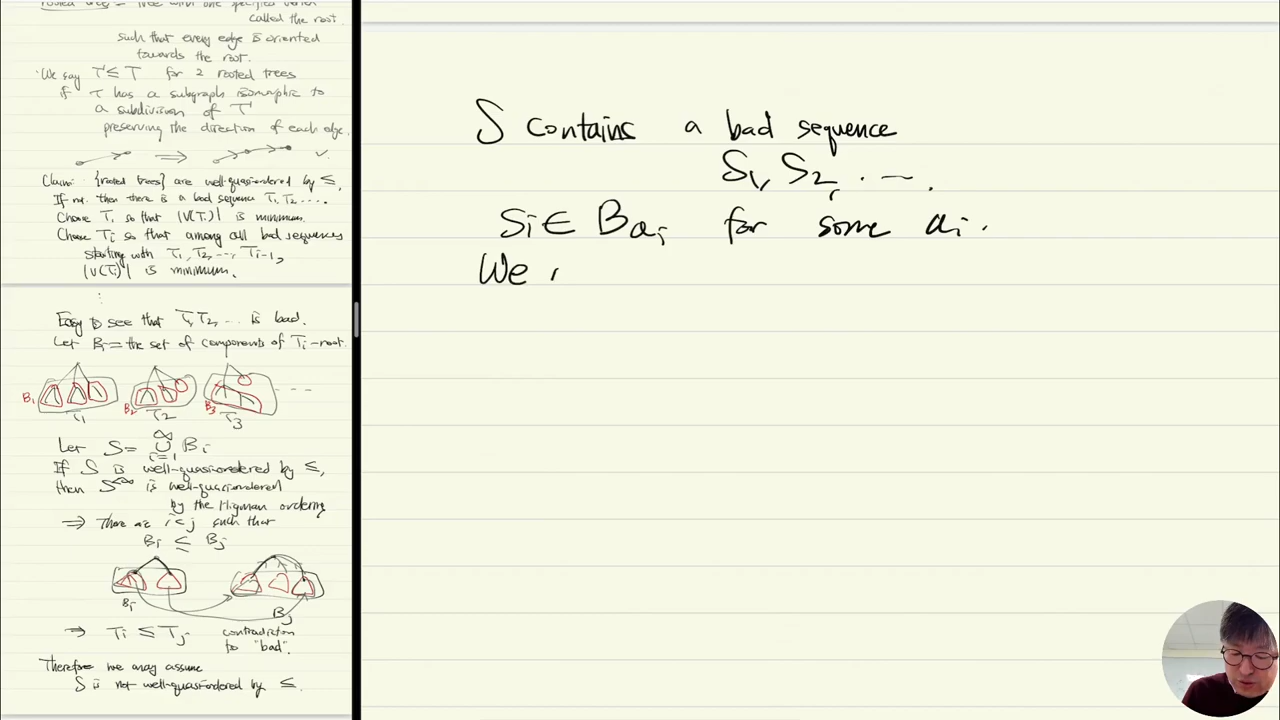 rooted trees = tree with one specified vertex
called the root.
such that every edge is oriented
towards the root.
We say T' ≤ T for 2 rooted trees
if T has a subgraph isomorphic to
a subdivision of T'
preserving the direction of each edge.
⇒ ✓
Claim: {rooted trees} are well-quasi-ordered by ≤.
If not, then there is a bad sequence T1, T2 ....
Choose T1 so that |V(T1)| is minimum.
Choose Ti so that among all bad sequences
starting with T1, T2, ..., Ti-1,
|V(Ti)| is minimum.
⋮
Easy to see that T1, T2, ... is bad.
Let Bi = the set of components of Ti - root.
B1 T1 B2 T2 B3 T3 ---
Let S = ∪_{i=1}^∞ Bi
If S is well-quasi-ordered by ≤,
then S^{<∞} is well-quasi-ordered
by the Higman ordering
⇒ There are i<j such that
Bi ≤ Bj
Bi Bj
⇒ Ti ≤ Tj contradiction
to "bad".
Therefore we may assume
S is not well-quasi-ordered by ≤.
S contains a bad sequence
S1, S2, ....
Si ∈ Bai for some ai.
We